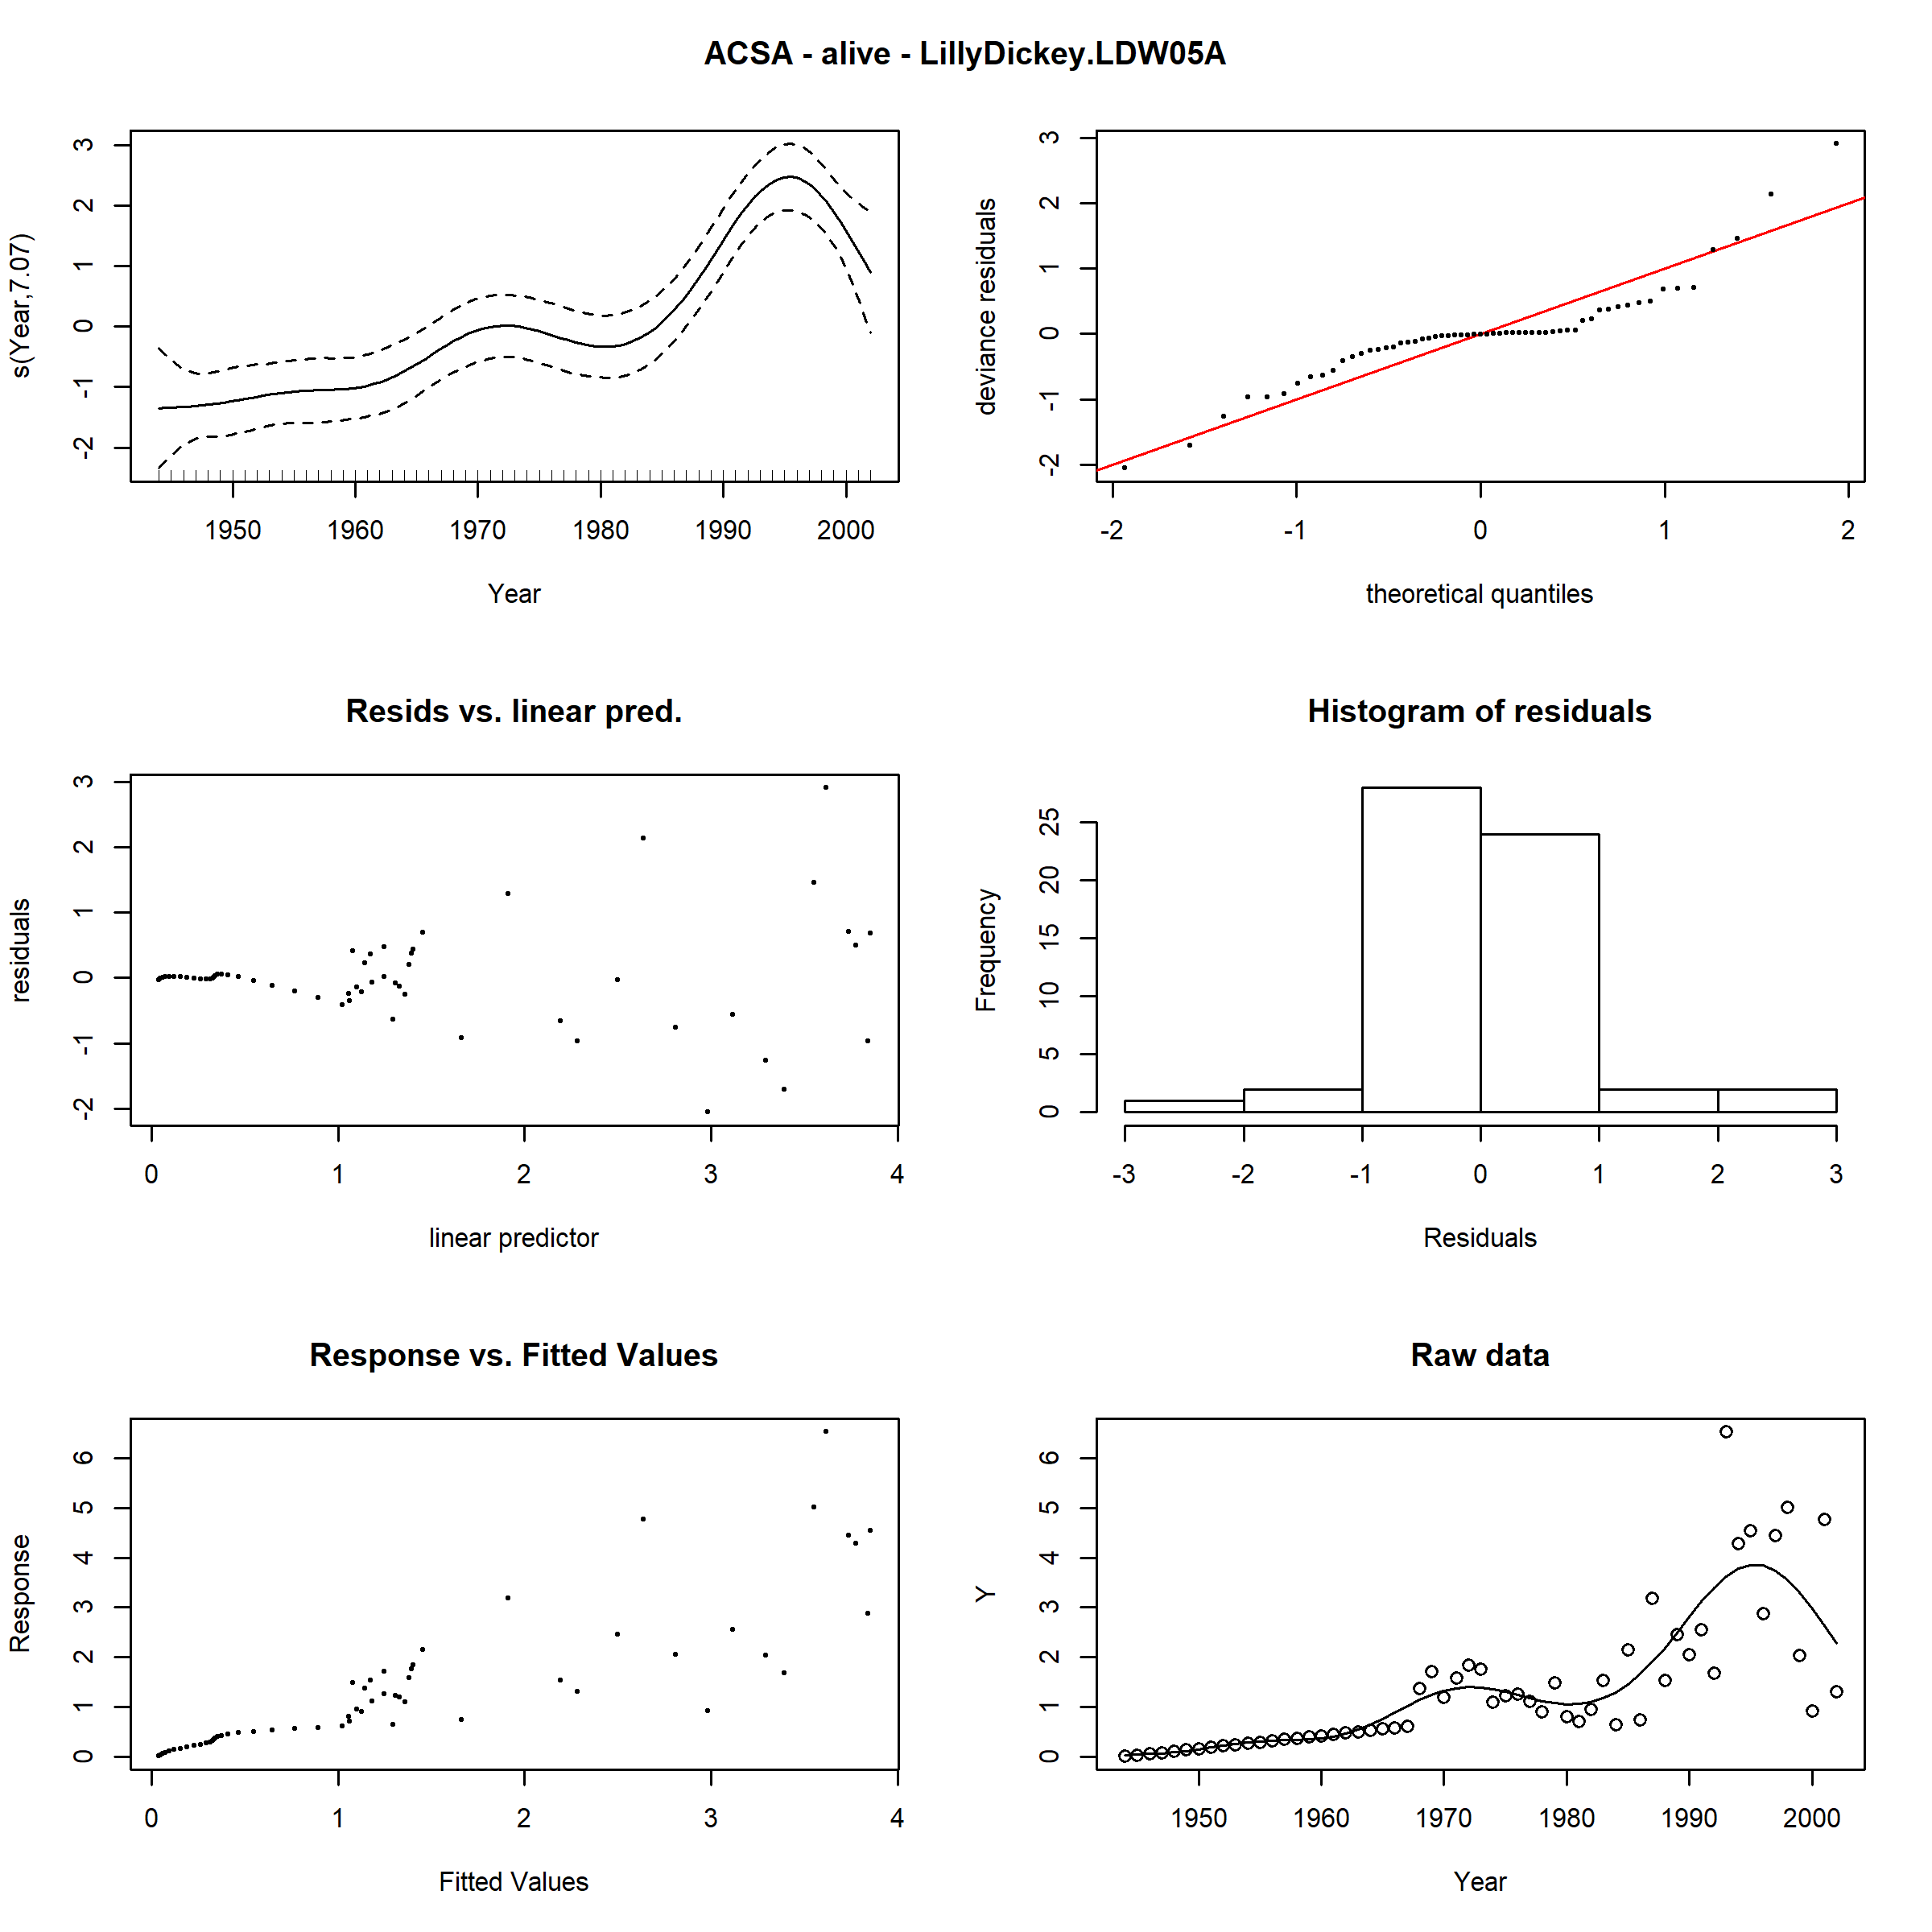 ACSA - alive - LillyDickey.LDW05A
s(Year,7.07)
3
2
1
0
-1
-2
1950 1960 1970 1980 1990 2000
Year
deviance residuals
3
2
1
0
-1
-2
-2 -1 0 1 2
theoretical quantiles
Resids vs. linear pred.
residuals
3
2
1
0
-1
-2
0 1 2 3 4
linear predictor
Histogram of residuals
Frequency
25
20
15
10
5
0
-3 -2 -1 0 1 2 3
Residuals
Response vs. Fitted Values
Response
6
5
4
3
2
1
0
0 1 2 3 4
Fitted Values
Raw data
Y
6
5
4
3
2
1
0
1950 1960 1970 1980 1990 2000
Year